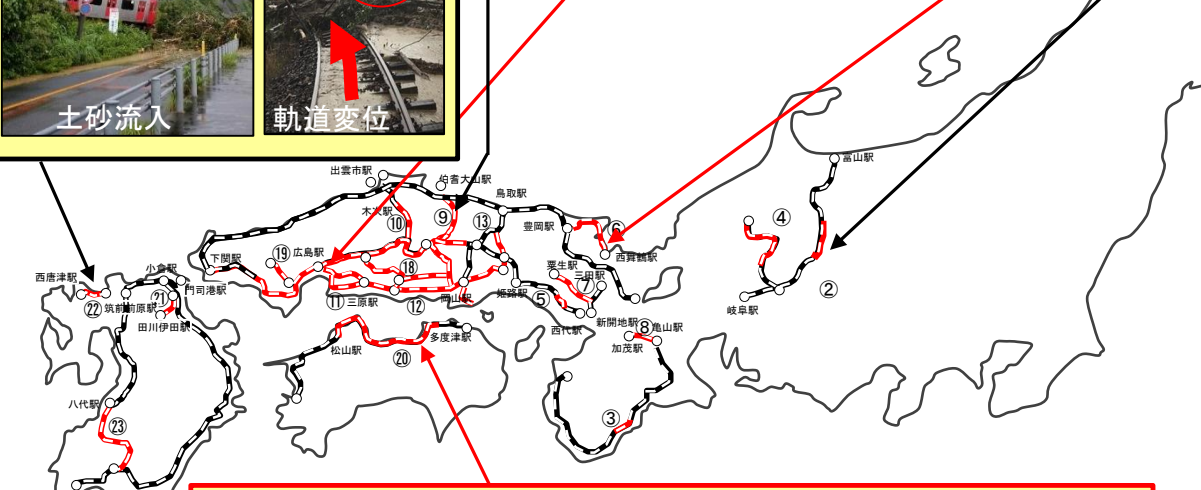 土砂流入
軌道変位
富山駅
④
②
岐阜駅
出雲市駅
伯耆大山駅
鳥取駅
木次駅
⑩
⑨
⑬
豊岡駅
⑥
西舞鶴駅
⑲
広島駅
⑱
下関駅
粟生駅
三田駅
⑦
⑤
姫路駅
岡山駅
⑪
三原駅
⑫
西代駅
新開地駅
⑧
亀山駅
加茂駅
③
西唐津駅
小倉駅
門司港駅
㉒
筑前前原駅
㉑
田川伊田駅
松山駅
⑳
多度津駅
八代駅
㉓